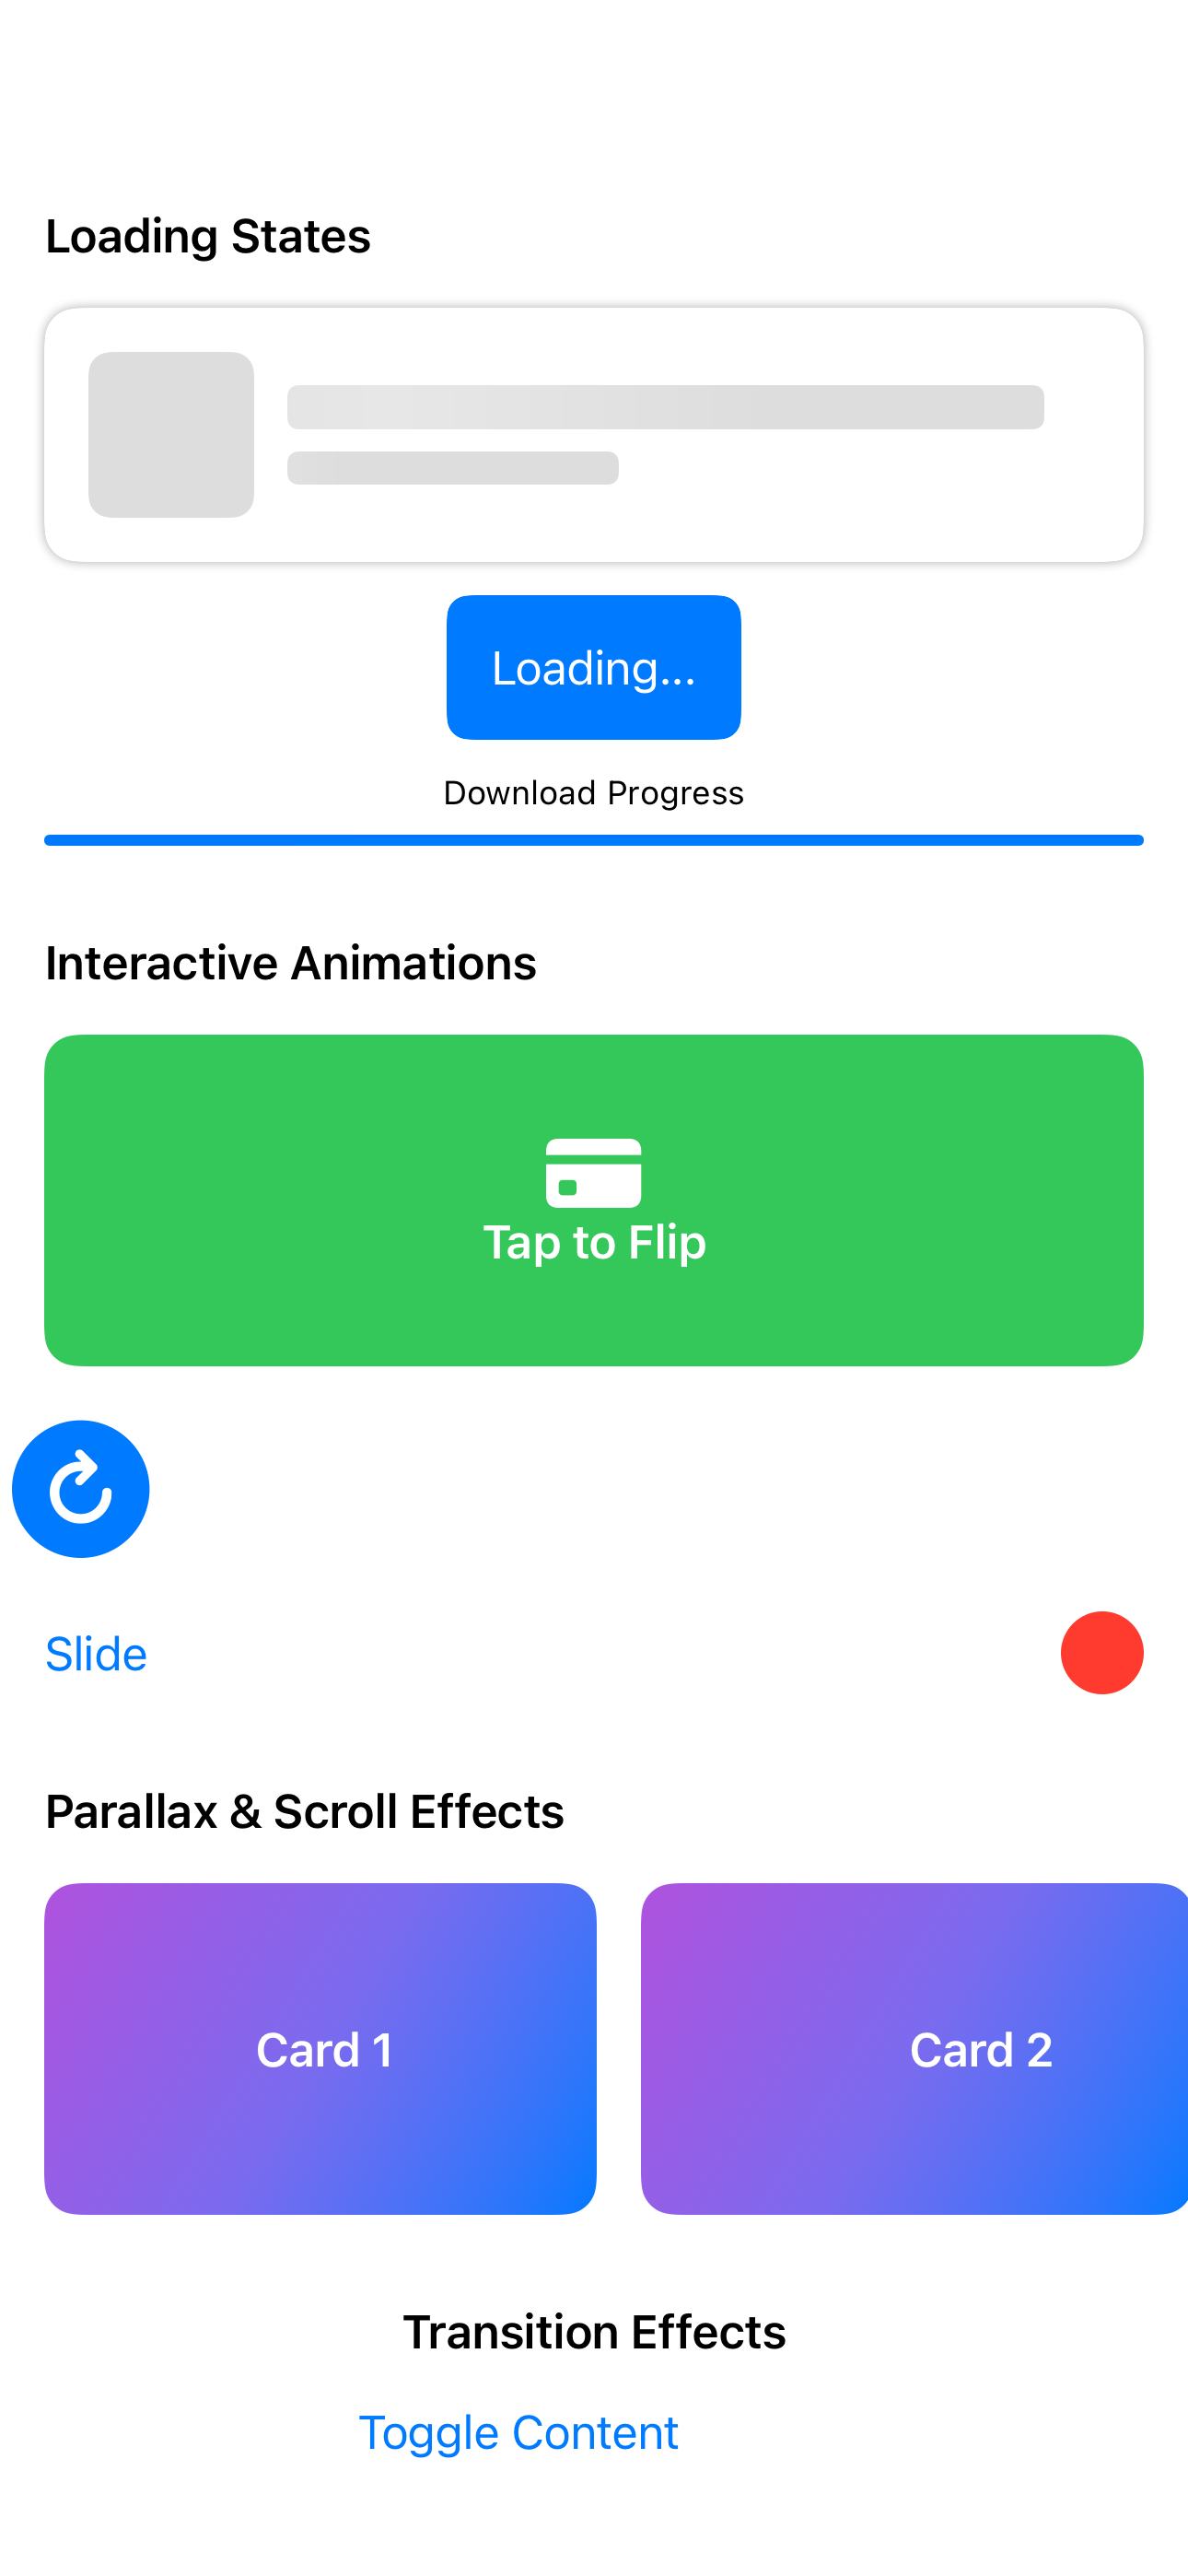 Loading States
Loading...
Download Progress
Interactive Animations
Tap to Flip
Slide
Parallax & Scroll Effects
Card 1
Card 2
Transition Effects
Toggle Content